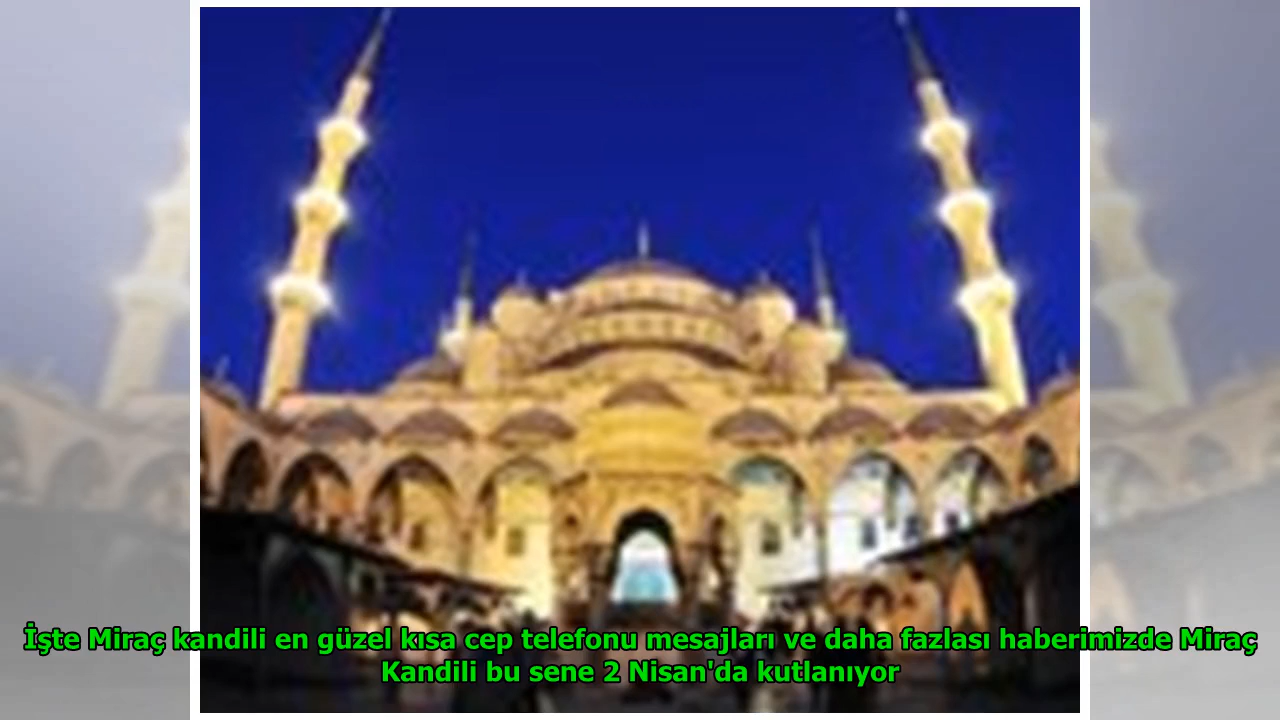 İşte Miraç kandili en güzel kısa cep telefonu mesajları ve daha fazlası haberimizde Miraç
Kandili bu sene 2 Nisan'da kutlanıyor